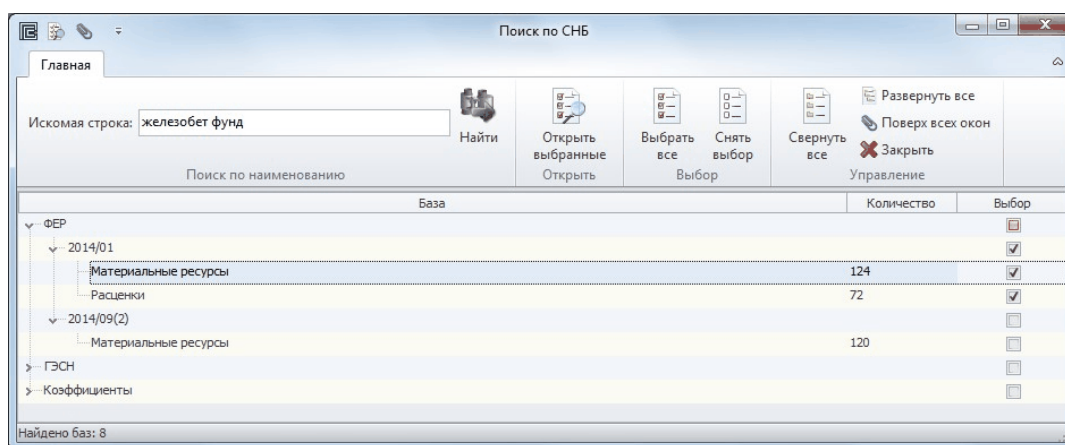 Поиск по СНБ
Главная
Искомая строка: железобет фунд
Найти
Поиск по наименованию
Открыть
выбранные
Открыть
Выбрать
все
Снять
выбор
Выбор
Свернуть
все
Развернуть все
Поверх всех окон
Закрыть
Управление
База Количество Выбор
ФЕР
2014/01
Материальные ресурсы 124
Расценки 72
2014/09(2)
Материальные ресурсы 120
ГЭСН
Коэффициенты
Найдено баз: 8